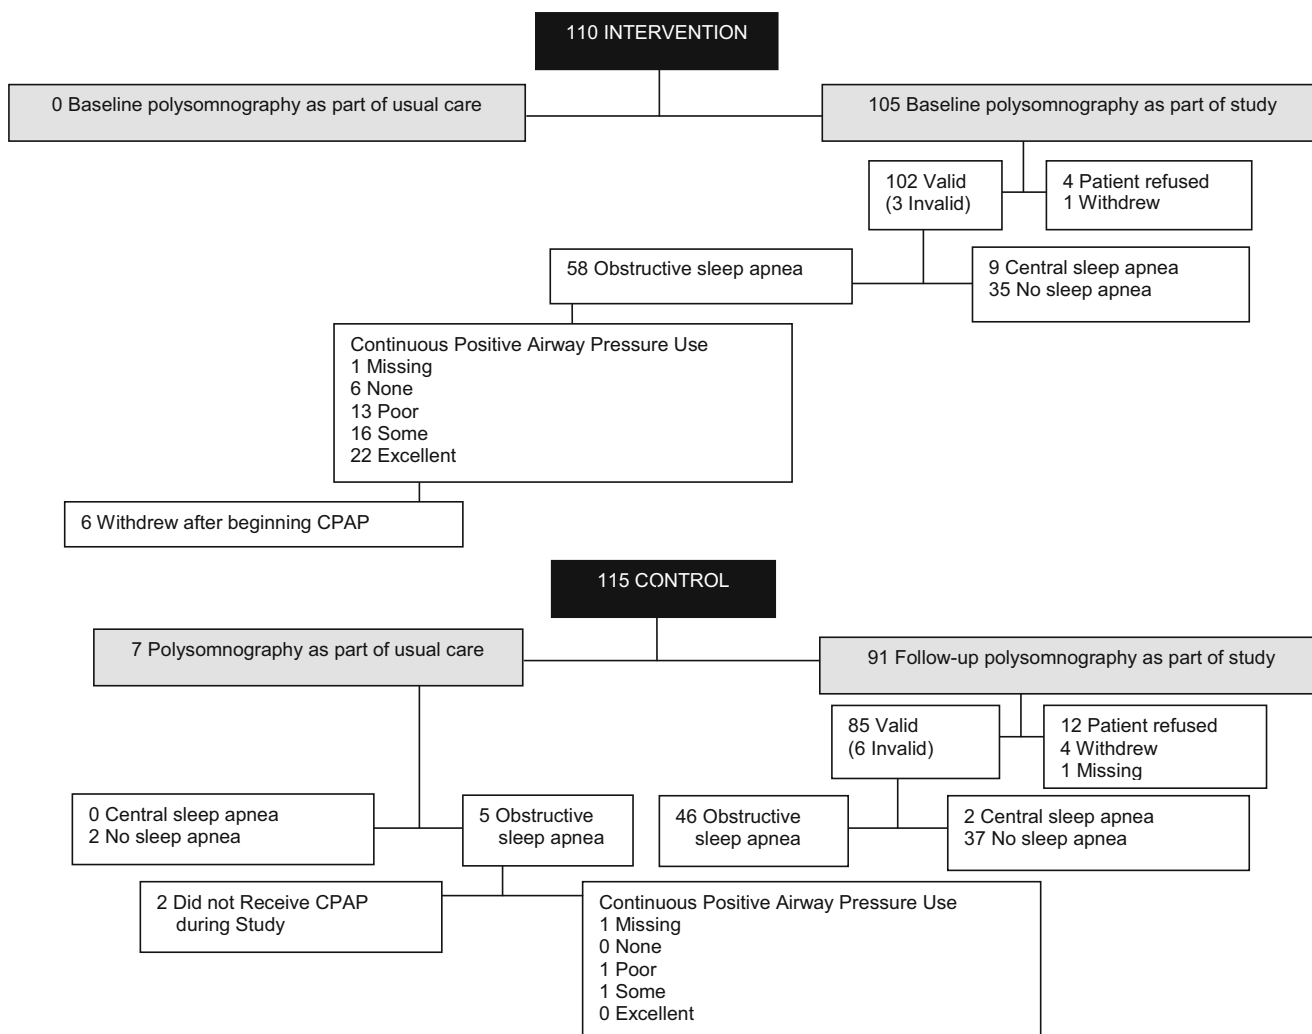 110 INTERVENTION
0 Baseline polysomnography as part of usual care
105 Baseline polysomnography as part of study
102 Valid
(3 Invalid)
4 Patient refused
1 Withdrew
58 Obstructive sleep apnea
9 Central sleep apnea
35 No sleep apnea
Continuous Positive Airway Pressure Use
1 Missing
6 None
13 Poor
16 Some
22 Excellent
6 Withdrew after beginning CPAP
115 CONTROL
7 Polysomnography as part of usual care
91 Follow-up polysomnography as part of study
85 Valid
(6 Invalid)
12 Patient refused
4 Withdrew
1 Missing
0 Central sleep apnea
2 No sleep apnea
5 Obstructive
sleep apnea
46 Obstructive
sleep apnea
2 Central sleep apnea
37 No sleep apnea
2 Did not Receive CPAP
during Study
Continuous Positive Airway Pressure Use
1 Missing
0 None
1 Poor
1 Some
0 Excellent